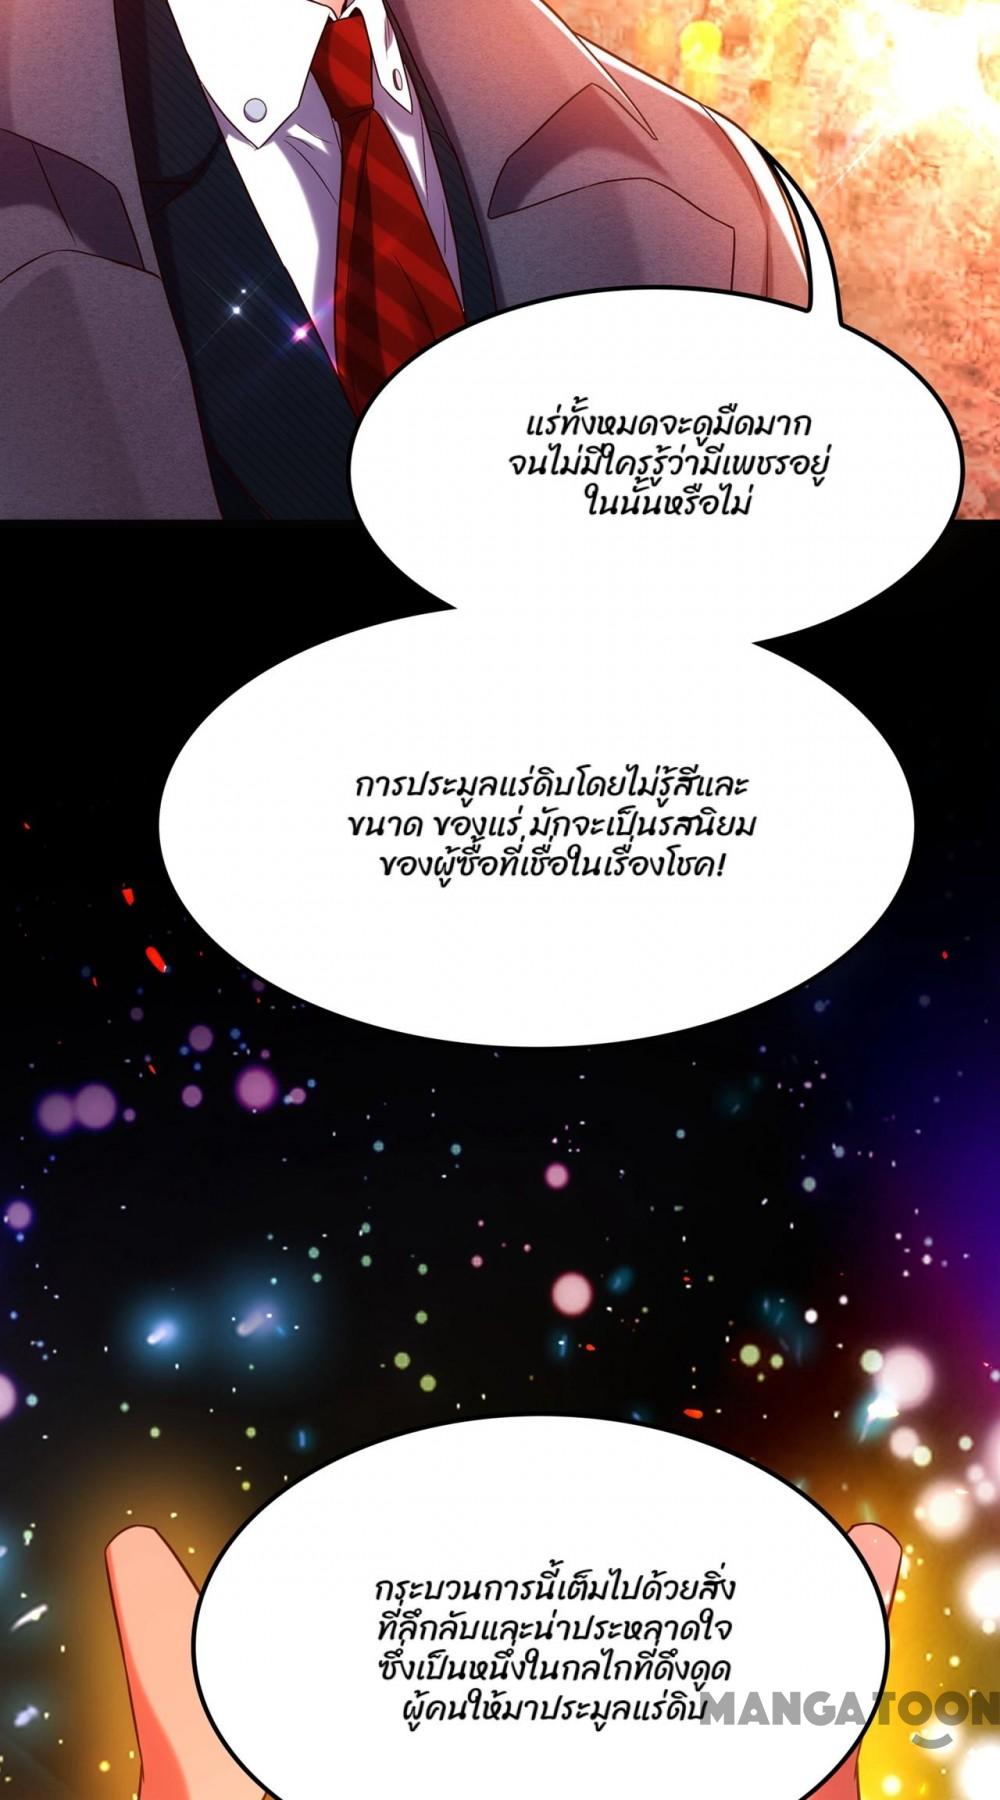 แร่ทั้งหมดจะดูมืดมาก
จนไม่มีใครรู้ว่ามีเพชรอยู่
ในนั้นหรือไม่
การประมูลแร่ดิบโดยไม่รู้สีและ
ขนาด ของแร่ มักจะเป็นรสนิยม
ของผู้ซื้อที่เชื่อในเรื่องโชค!
กระบวนการนี้เต็มไปด้วยสิ่ง
ที่ลึกลับและน่าประหลาดใจ
ซึ่งเป็นหนึ่งในกลไกที่ดึงดูด
ผู้คนให้มาประมูลแร่ดิบ
MANGATOON